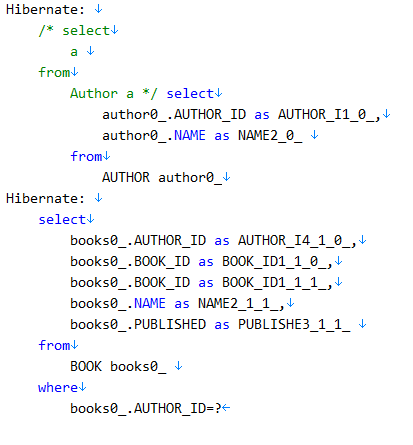 Hibernate: ↓
/* select↓
a ↓
from↓
Author a */ select↓
author0_.AUTHOR_ID as AUTHOR_I1_0_,↓
author0_.NAME as NAME2_0_ ↓
from↓
AUTHOR author0_↓
Hibernate: ↓
select↓
books0_.AUTHOR_ID as AUTHOR_I4_1_0_,↓
books0_.BOOK_ID as BOOK_ID1_1_0_,↓
books0_.BOOK_ID as BOOK_ID1_1_1_,↓
books0_.NAME as NAME2_1_1_,↓
books0_.PUBLISHED as PUBLISHE3_1_1_ ↓
from↓
BOOK books0_ ↓
where↓
books0_.AUTHOR_ID=?←